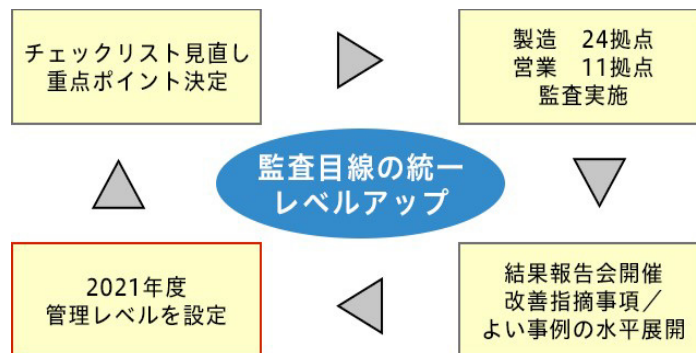 チェックリスト見直し
重点ポイント決定
製造　24拠点
営業　11拠点
監査実施
監査目線の統一
レベルアップ
2021年度
管理レベルを設定
結果報告会開催
改善指摘事項／
よい事例の水平展開